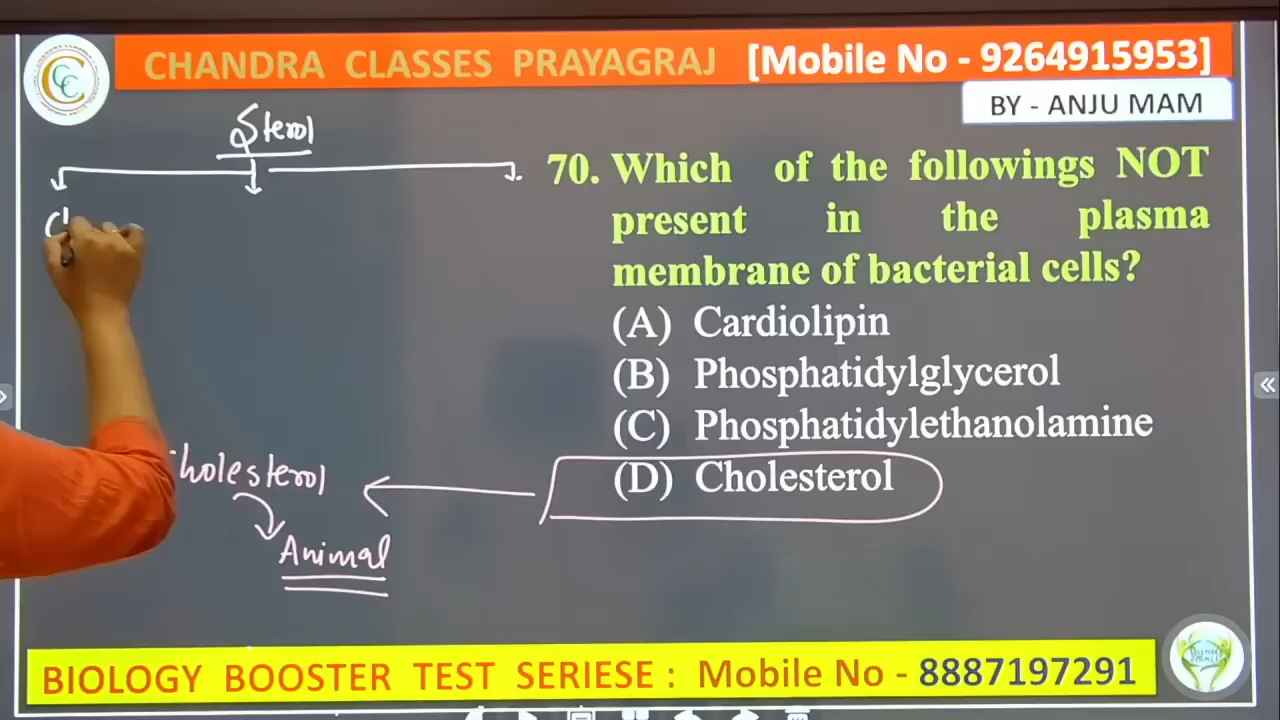 CHANDRA CLASSES PRAYAGRAJ [Mobile No - 9264915953]
BY - ANJU MAM
Sterol
70. Which of the followings NOT
present in the plasma
membrane of bacterial cells?
(A) Cardiolipin
(B) Phosphatidylglycerol
(C) Phosphatidylethanolamine
(D) Cholesterol
holesterol
Animal
BIOLOGY BOOSTER TEST SERIESE : Mobile No - 8887197291